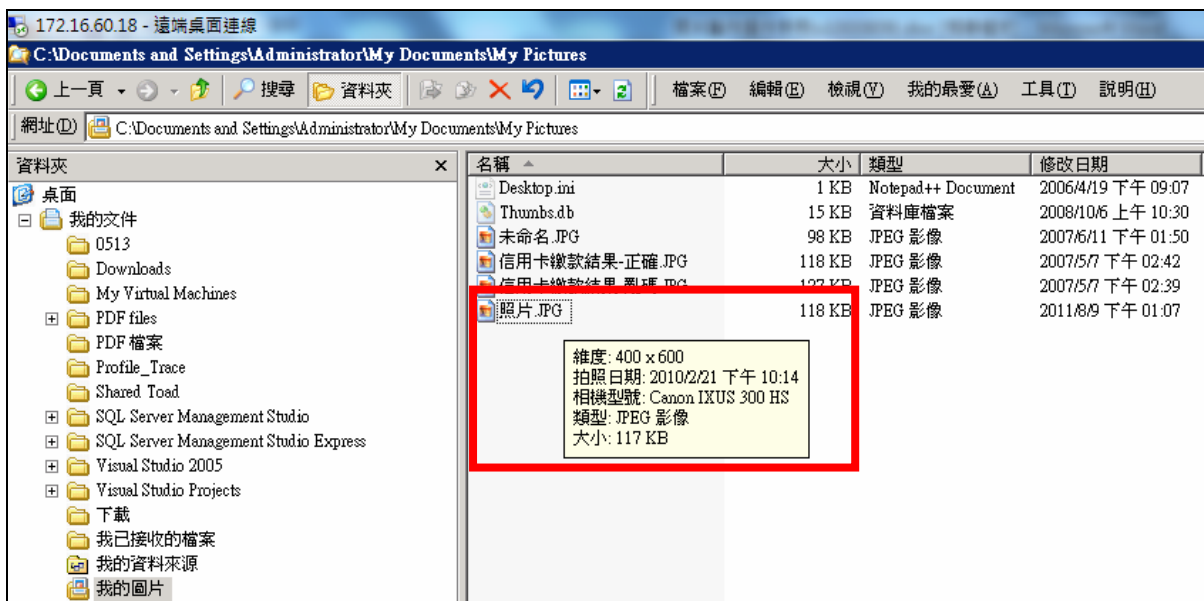 172.16.60.18 - 遠端桌面連線
C:\Documents and Settings\Administrator\My Documents\My Pictures
上一頁 搜尋 資料夾 檔案(F) 編輯(E) 檢視(V) 我的最愛(A) 工具(T) 說明(H)
網址(D) C:\Documents and Settings\Administrator\My Documents\My Pictures
資料夾 x
桌面
我的文件
0513
Downloads
My Virtual Machines
PDF files
PDF 檔案
Profile_Trace
Shared Toad
SQL Server Management Studio
SQL Server Management Studio Express
Visual Studio 2005
Visual Studio Projects
下載
我已接收的檔案
我的資料來源
我的圖片
名稱 大小 類型 修改日期
Desktop.ini 1 KB Notepad++ Document 2006/4/19 下午 09:07
Thumbs.db 15 KB 資料庫檔案 2008/10/6 上午 10:30
未命名.JPG 98 KB JPEG 影像 2007/6/11 下午 01:50
信用卡繳款結果-正確.JPG 118 KB JPEG 影像 2007/5/7 下午 02:42
信用卡繳款結果-亂碼.JPG 127 KB JPEG 影像 2007/5/7 下午 02:39
照片.JPG 118 KB JPEG 影像 2011/8/9 下午 01:07
維度: 400 x 600
拍照日期: 2010/2/21 下午 10:14
相機型號: Canon IXUS 300 HS
類型: JPEG 影像
大小: 117 KB